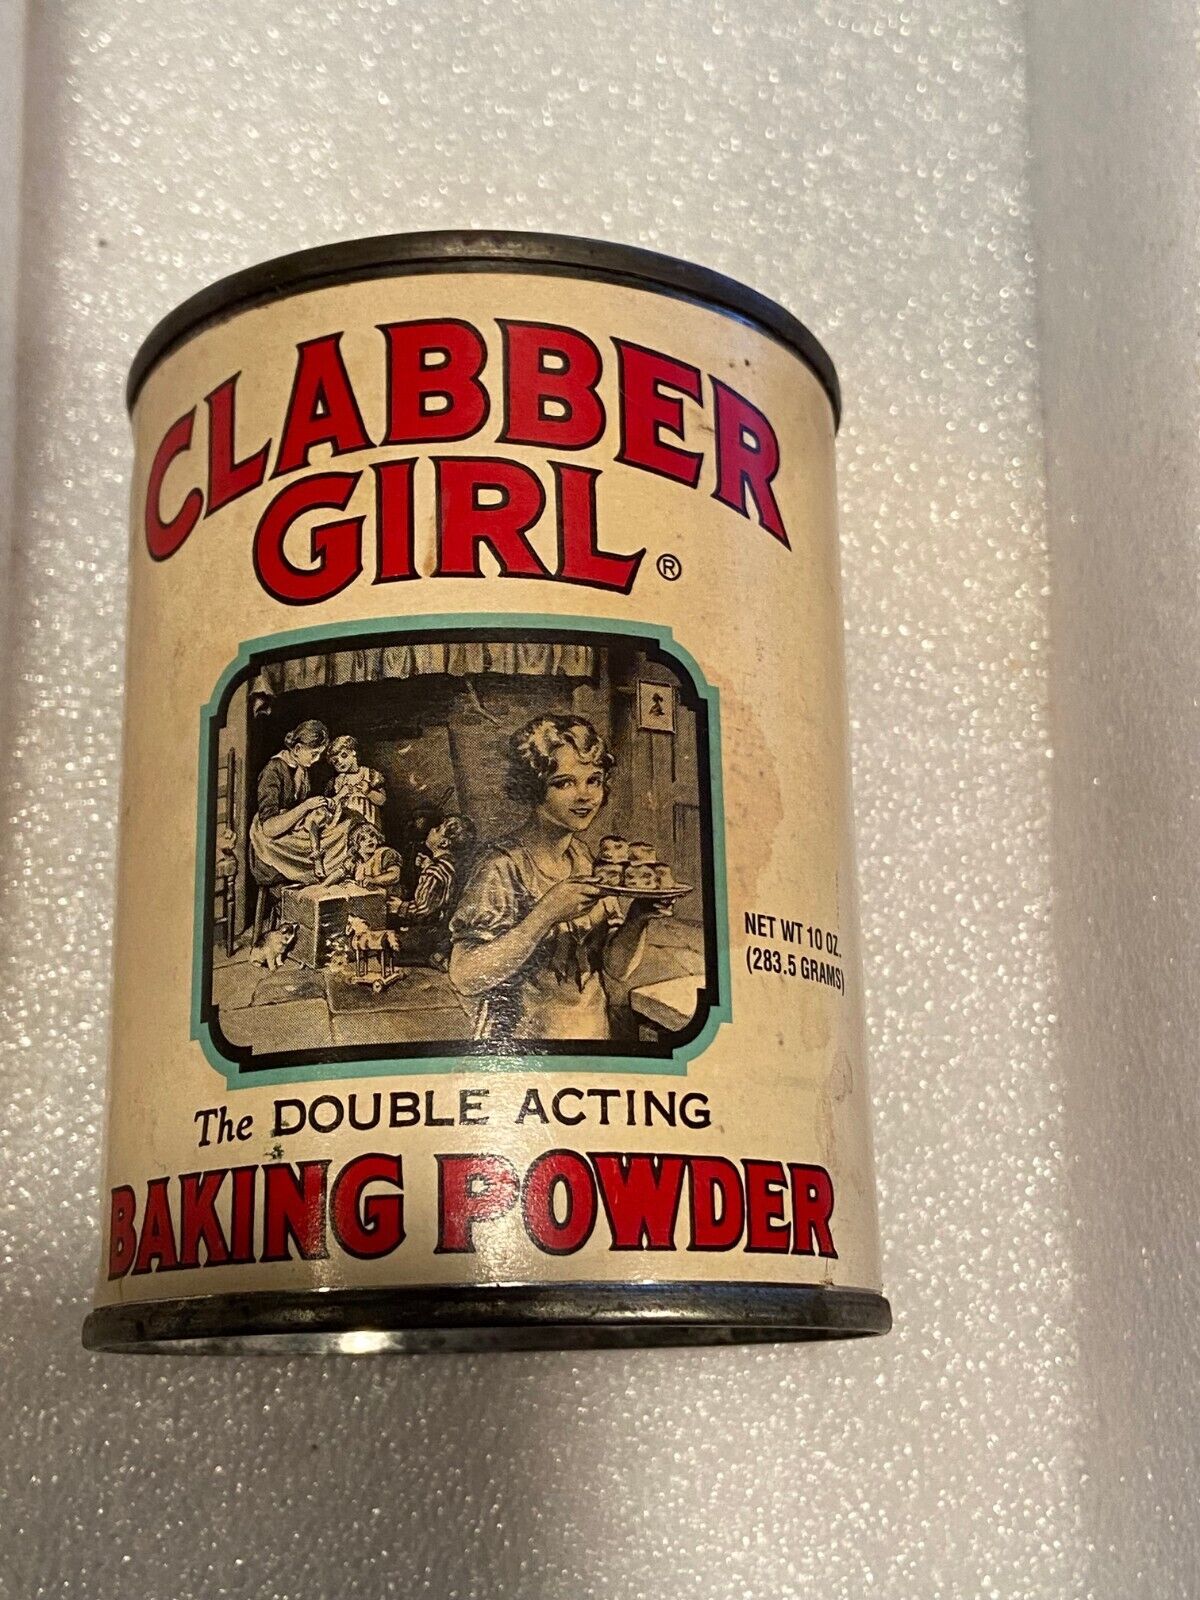 CLABBER
GIRL®
NET WT 10 OZ.
(283.5 GRAMS)
The DOUBLE ACTING
BAKING POWDER